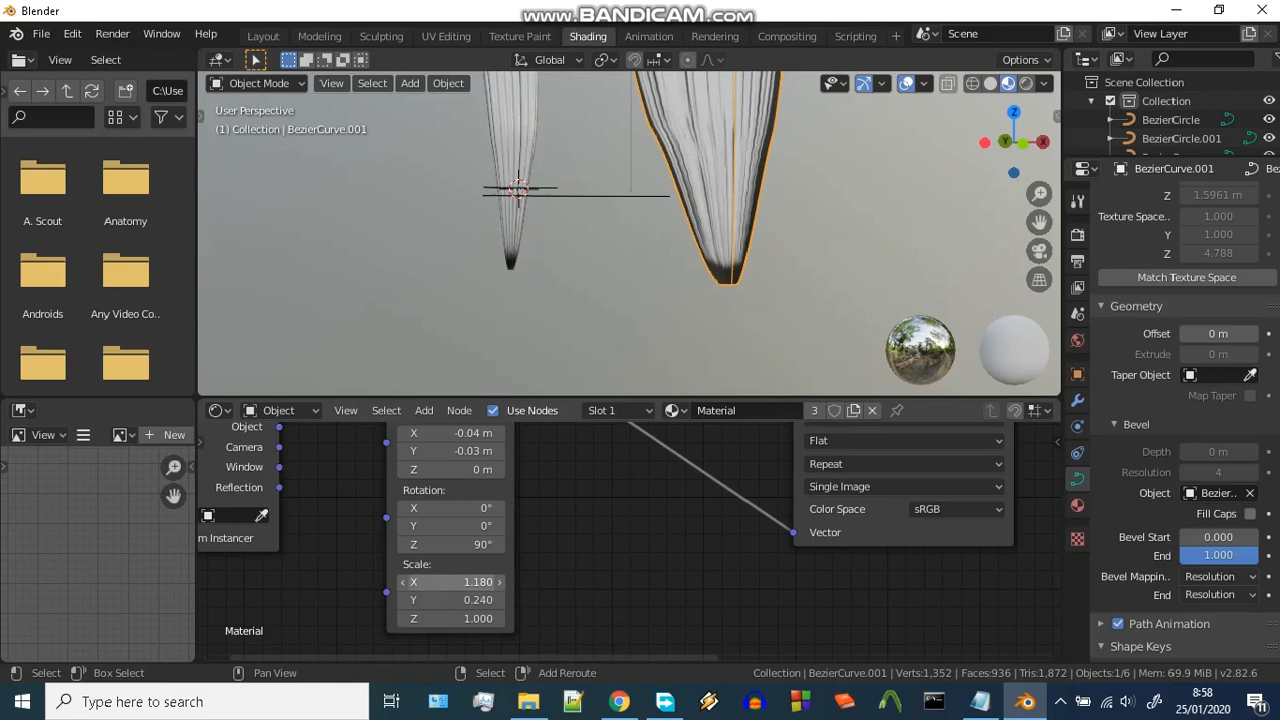 Blender
www.BANDICAM.com
File Edit Render Window Help
Layout Modeling Sculpting UV Editing Texture Paint Shading Animation Rendering Compositing Scripting
Scene
View Layer
View Select
Global
Options
C:\Use
Object Mode View Select Add Object
User Perspective
(1) Collection | BezierCurve.001
Z
X
Y
A. Scout
Anatomy
Androids
Any Video Co..
View
New
Scene Collection
Collection
BezierCircle
BezierCircle.001
BezierCurve.001
Z 1.5961 m
Texture Space.. 1.000
Y 1.000
Z 4.788
Match Texture Space
Geometry
Offset 0 m
Extrude 0 m
Taper Object
Map Taper
Bevel
Depth 0 m
Resolution 4
Object Bezier..
Fill Caps
Bevel Start 0.000
End 1.000
Bevel Mappin.. Resolution
End Resolution
Path Animation
Shape Keys
Object View Select Add Node Use Nodes Slot 1 Material 3
Object
Camera
Window
Reflection
m Instancer
X -0.04 m
Y -0.03 m
Z 0 m
Rotation:
X 0°
Y 0°
Z 90°
Scale:
X 1.180
Y 0.240
Z 1.000
Flat
Repeat
Single Image
Color Space sRGB
Vector
Material
Select Box Select Pan View Select Add Reroute
Collection | BezierCurve.001 | Verts:1,352 | Faces:936 | Tris:1,872 | Objects:1/6 | Mem: 69.9 MiB | v2.82.6
Type here to search
8:58
25/01/2020
11